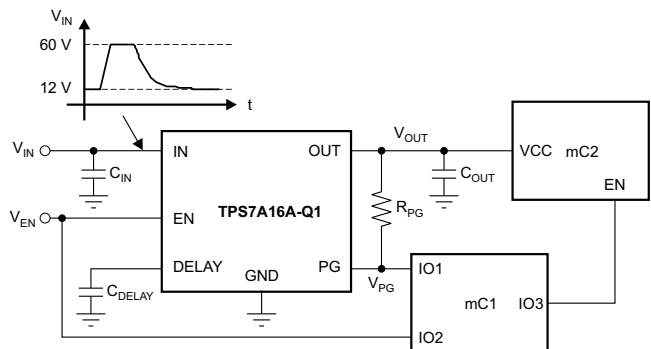 VIN
60 V
12 V
t
VIN
CIN
IN
OUT
VOUT
COUT
VCC
mC2
EN
VEN
EN
TPS7A16A-Q1
RPG
DELAY
GND
PG
VPG
CDELAY
IO1
mC1
IO3
IO2